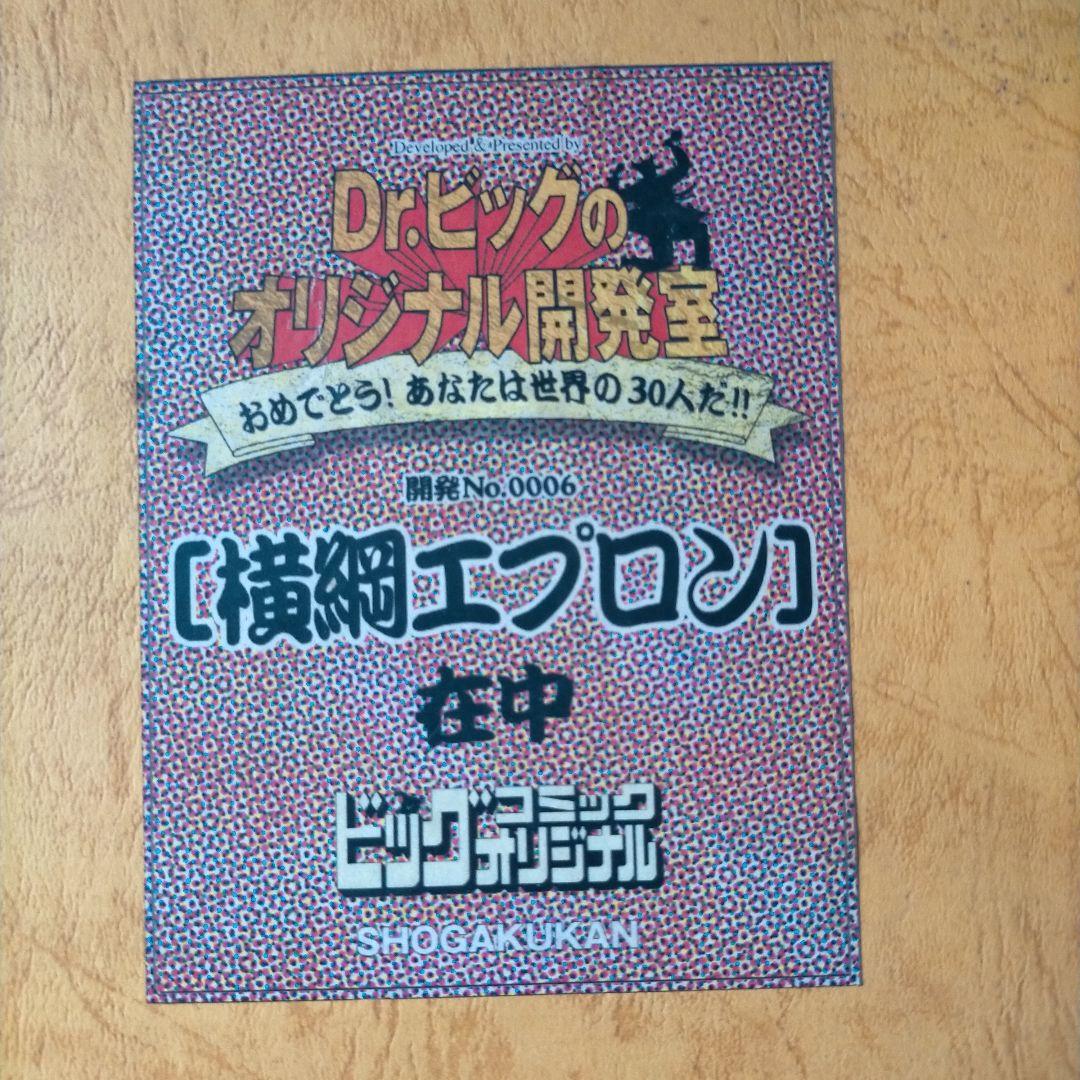 Developed & Presented by
Dr.ビッグの
オリジナル開発室
おめでとう!あなたは世界の30人だ!!
開発No.0006
[横綱エプロン]
在中
ビッグコミックオリジナル
SHOGAKUKAN